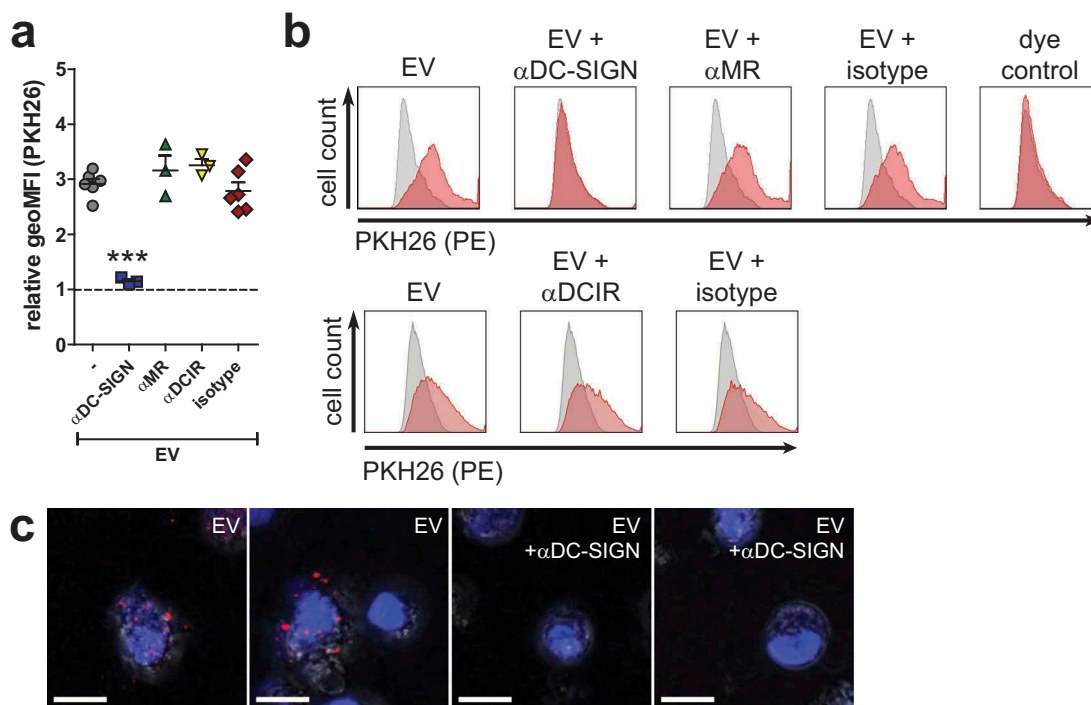 a
relative geoMFI (PKH26)
5
4
3
2
1
0
-
αDC-SIGN
αMR
αDCIR
isotype
EV
***
b
EV
EV +
αDC-SIGN
EV +
αMR
EV +
isotype
dye
control
cell count
PKH26 (PE)
EV
EV +
αDCIR
EV +
isotype
cell count
PKH26 (PE)
c
EV
EV
EV
+αDC-SIGN
EV
+αDC-SIGN